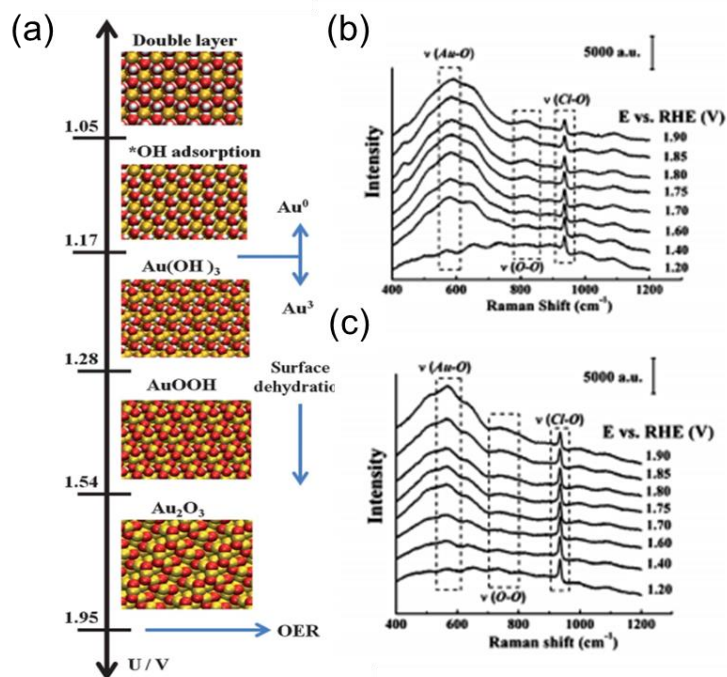 (a)
Double layer
1.05
*OH adsorption
Au⁰
1.17
Au(OH)₃
Au³
1.28
AuOOH
Surface
dehydratio
1.54
Au₂O₃
1.95
OER
U / V
(b)
5000 a.u.
ν (Au-O)
ν (Cl-O)
E vs. RHE (V)
1.90
1.85
1.80
1.75
1.70
1.60
1.40
1.20
ν (O-O)
Intensity
400 600 800 1000 1200
Raman Shift (cm⁻¹)
(c)
5000 a.u.
ν (Au-O)
ν (Cl-O)
E vs. RHE (V)
1.90
1.85
1.80
1.75
1.70
1.60
1.40
1.20
ν (O-O)
Intensity
400 600 800 1000 1200
Raman shift (cm⁻¹)